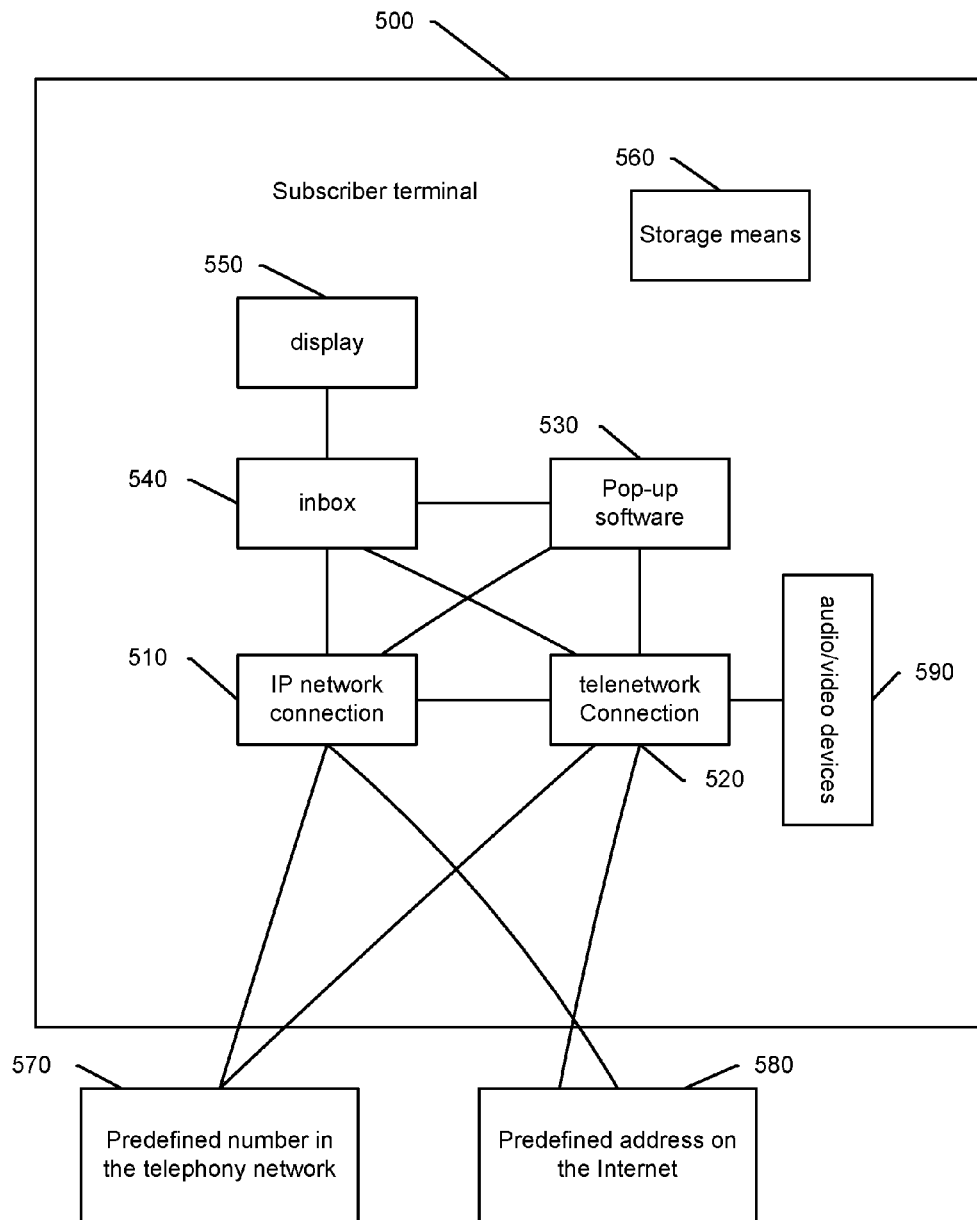 500
560
Subscriber terminal
Storage means
550
display
530
540
inbox
Pop-up
software
510
IP network
connection
telenetwork
Connection
audio/video devices
590
520
570
580
Predefined number in
the telephony network
Predefined address on
the Internet